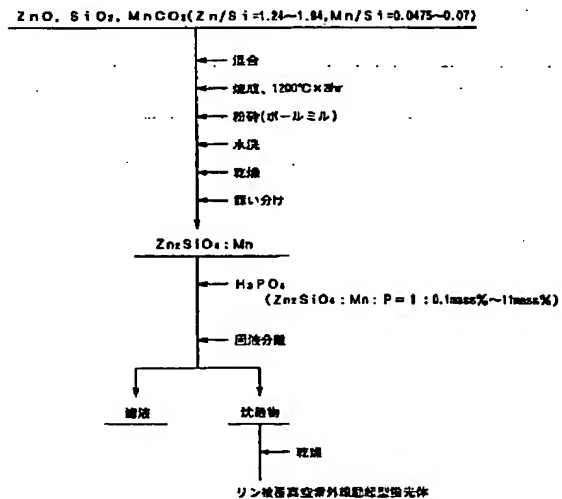 ZnO, SiO₂, MnCO₃(Zn/Si=1.24~1.94,Mn/Si=0.0475~0.07)
混合
焼成、1200℃×3hr
粉砕(ボールミル)
水洗
乾燥
篩い分け
Zn₂SiO₄:Mn
H₃PO₄
(Zn₂SiO₄:Mn:P=1:0.1mass%~11mass%)
固液分離
濾液
沈殿物
乾燥
リン被覆真空紫外線励起型蛍光体